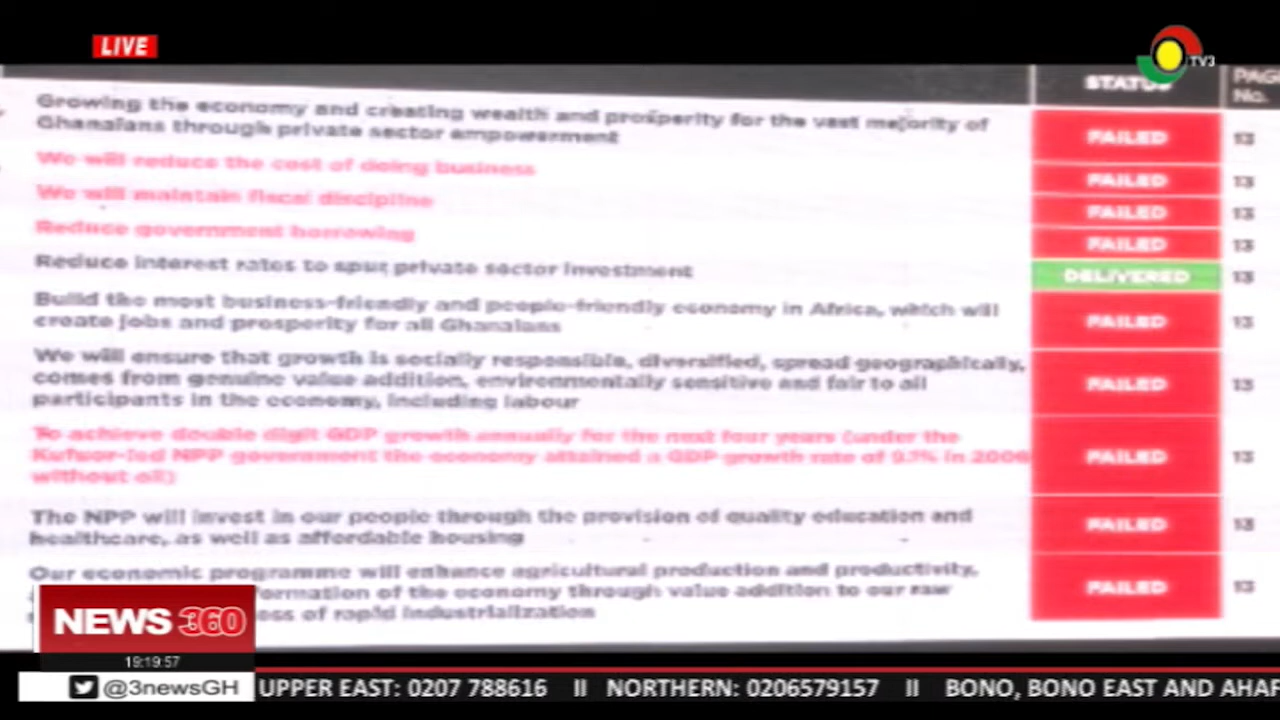 LIVE
TV3
STATUS
PAGE
No.
Growing the economy and creating wealth and prosperity for the vast majority of
Ghanaians through private sector empowerment
FAILED
13
We will reduce the cost of doing business
FAILED
13
We will maintain fiscal discipline
FAILED
13
Reduce government borrowing
FAILED
13
Reduce interest rates to spur private sector investment
DELIVERED
13
Build the most business-friendly and people-friendly economy in Africa, which will
create jobs and prosperity for all Ghanaians
FAILED
13
We will ensure that growth is socially responsible, diversified, spread geographically,
comes from genuine value addition, environmentally sensitive and fair to all
participants in the economy, including labour
FAILED
13
To achieve double digit GDP growth annually for the next four years (under the
Kufuor-led NPP government the economy attained a GDP growth rate of 9.1% in 2008
without oil)
FAILED
13
The NPP will invest in our people through the provision of quality education and
healthcare, as well as affordable housing
FAILED
13
Our economic programme will enhance agricultural production and productivity,
formation of the economy through value addition to our raw
ess of rapid industrialization
FAILED
13
NEWS 360
19:19:57
@3newsGH
UPPER EAST: 0207 788616 II NORTHERN: 0206579157 II BONO, BONO EAST AND AHAF